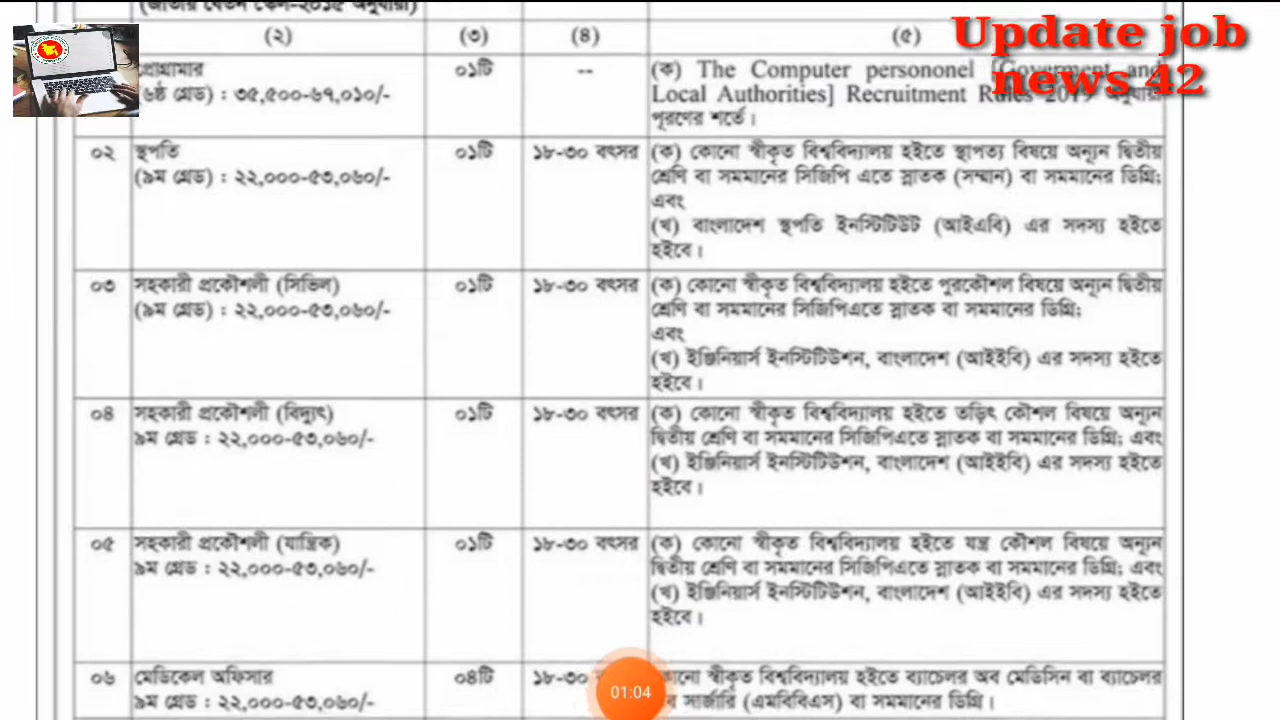 (জাতীয় বেতন স্কেল-২০১৫ অনুযায়ী)
(২) (৩) (৪) (৫)
Update job
news 42
প্রোগ্রামার ০১টি -- (ক) The Computer persononel [Goverment and
(৬ষ্ঠ গ্রেড) : ৩৫,৫০০-৬৭,০১০/- Local Authorities] Recruitment Rules 2019 অনুযায়ী
পূরণের শর্তে।
০২ স্থপতি ০১টি ১৮-৩০ বৎসর (ক) কোনো স্বীকৃত বিশ্ববিদ্যালয় হইতে স্থাপত্য বিষয়ে অন্যূন দ্বিতীয়
(৯ম গ্রেড) : ২২,০০০-৫৩,০৬০/- শ্রেণি বা সমমানের সিজিপি এতে স্নাতক (সম্মান) বা সমমানের ডিগ্রি;
এবং
(খ) বাংলাদেশ স্থপতি ইনস্টিটিউট (আইএবি) এর সদস্য হইতে
হইবে।
০৩ সহকারী প্রকৌশলী (সিভিল) ০১টি ১৮-৩০ বৎসর (ক) কোনো স্বীকৃত বিশ্ববিদ্যালয় হইতে পুরকৌশল বিষয়ে অন্যূন দ্বিতীয়
(৯ম গ্রেড) : ২২,০০০-৫৩,০৬০/- শ্রেণি বা সমমানের সিজিপিএতে স্নাতক বা সমমানের ডিগ্রি;
এবং
(খ) ইঞ্জিনিয়ার্স ইনস্টিটিউশন, বাংলাদেশ (আইইবি) এর সদস্য হইতে
হইবে।
০৪ সহকারী প্রকৌশলী (বিদ্যুৎ) ০১টি ১৮-৩০ বৎসর (ক) কোনো স্বীকৃত বিশ্ববিদ্যালয় হইতে তড়িৎ কৌশল বিষয়ে অন্যূন
৯ম গ্রেড : ২২,০০০-৫৩,০৬০/- দ্বিতীয় শ্রেণি বা সমমানের সিজিপিএতে স্নাতক বা সমমানের ডিগ্রি; এবং
(খ) ইঞ্জিনিয়ার্স ইনস্টিটিউশন, বাংলাদেশ (আইইবি) এর সদস্য হইতে
হইবে।
০৫ সহকারী প্রকৌশলী (যান্ত্রিক) ০১টি ১৮-৩০ বৎসর (ক) কোনো স্বীকৃত বিশ্ববিদ্যালয় হইতে যন্ত্র কৌশল বিষয়ে অন্যূন
৯ম গ্রেড : ২২,০০০-৫৩,০৬০/- দ্বিতীয় শ্রেণি বা সমমানের সিজিপিএতে স্নাতক বা সমমানের ডিগ্রি; এবং
(খ) ইঞ্জিনিয়ার্স ইনস্টিটিউশন, বাংলাদেশ (আইইবি) এর সদস্য হইতে
হইবে।
০৬ মেডিকেল অফিসার ০৪টি ১৮-৩০ কোনো স্বীকৃত বিশ্ববিদ্যালয় হইতে ব্যাচেলর অব মেডিসিন বা ব্যাচেলর
৯ম গ্রেড : ২২,০০০-৫৩,০৬০/- সার্জারি (এমবিবিএস) বা সমমানের ডিগ্রি।
01:04